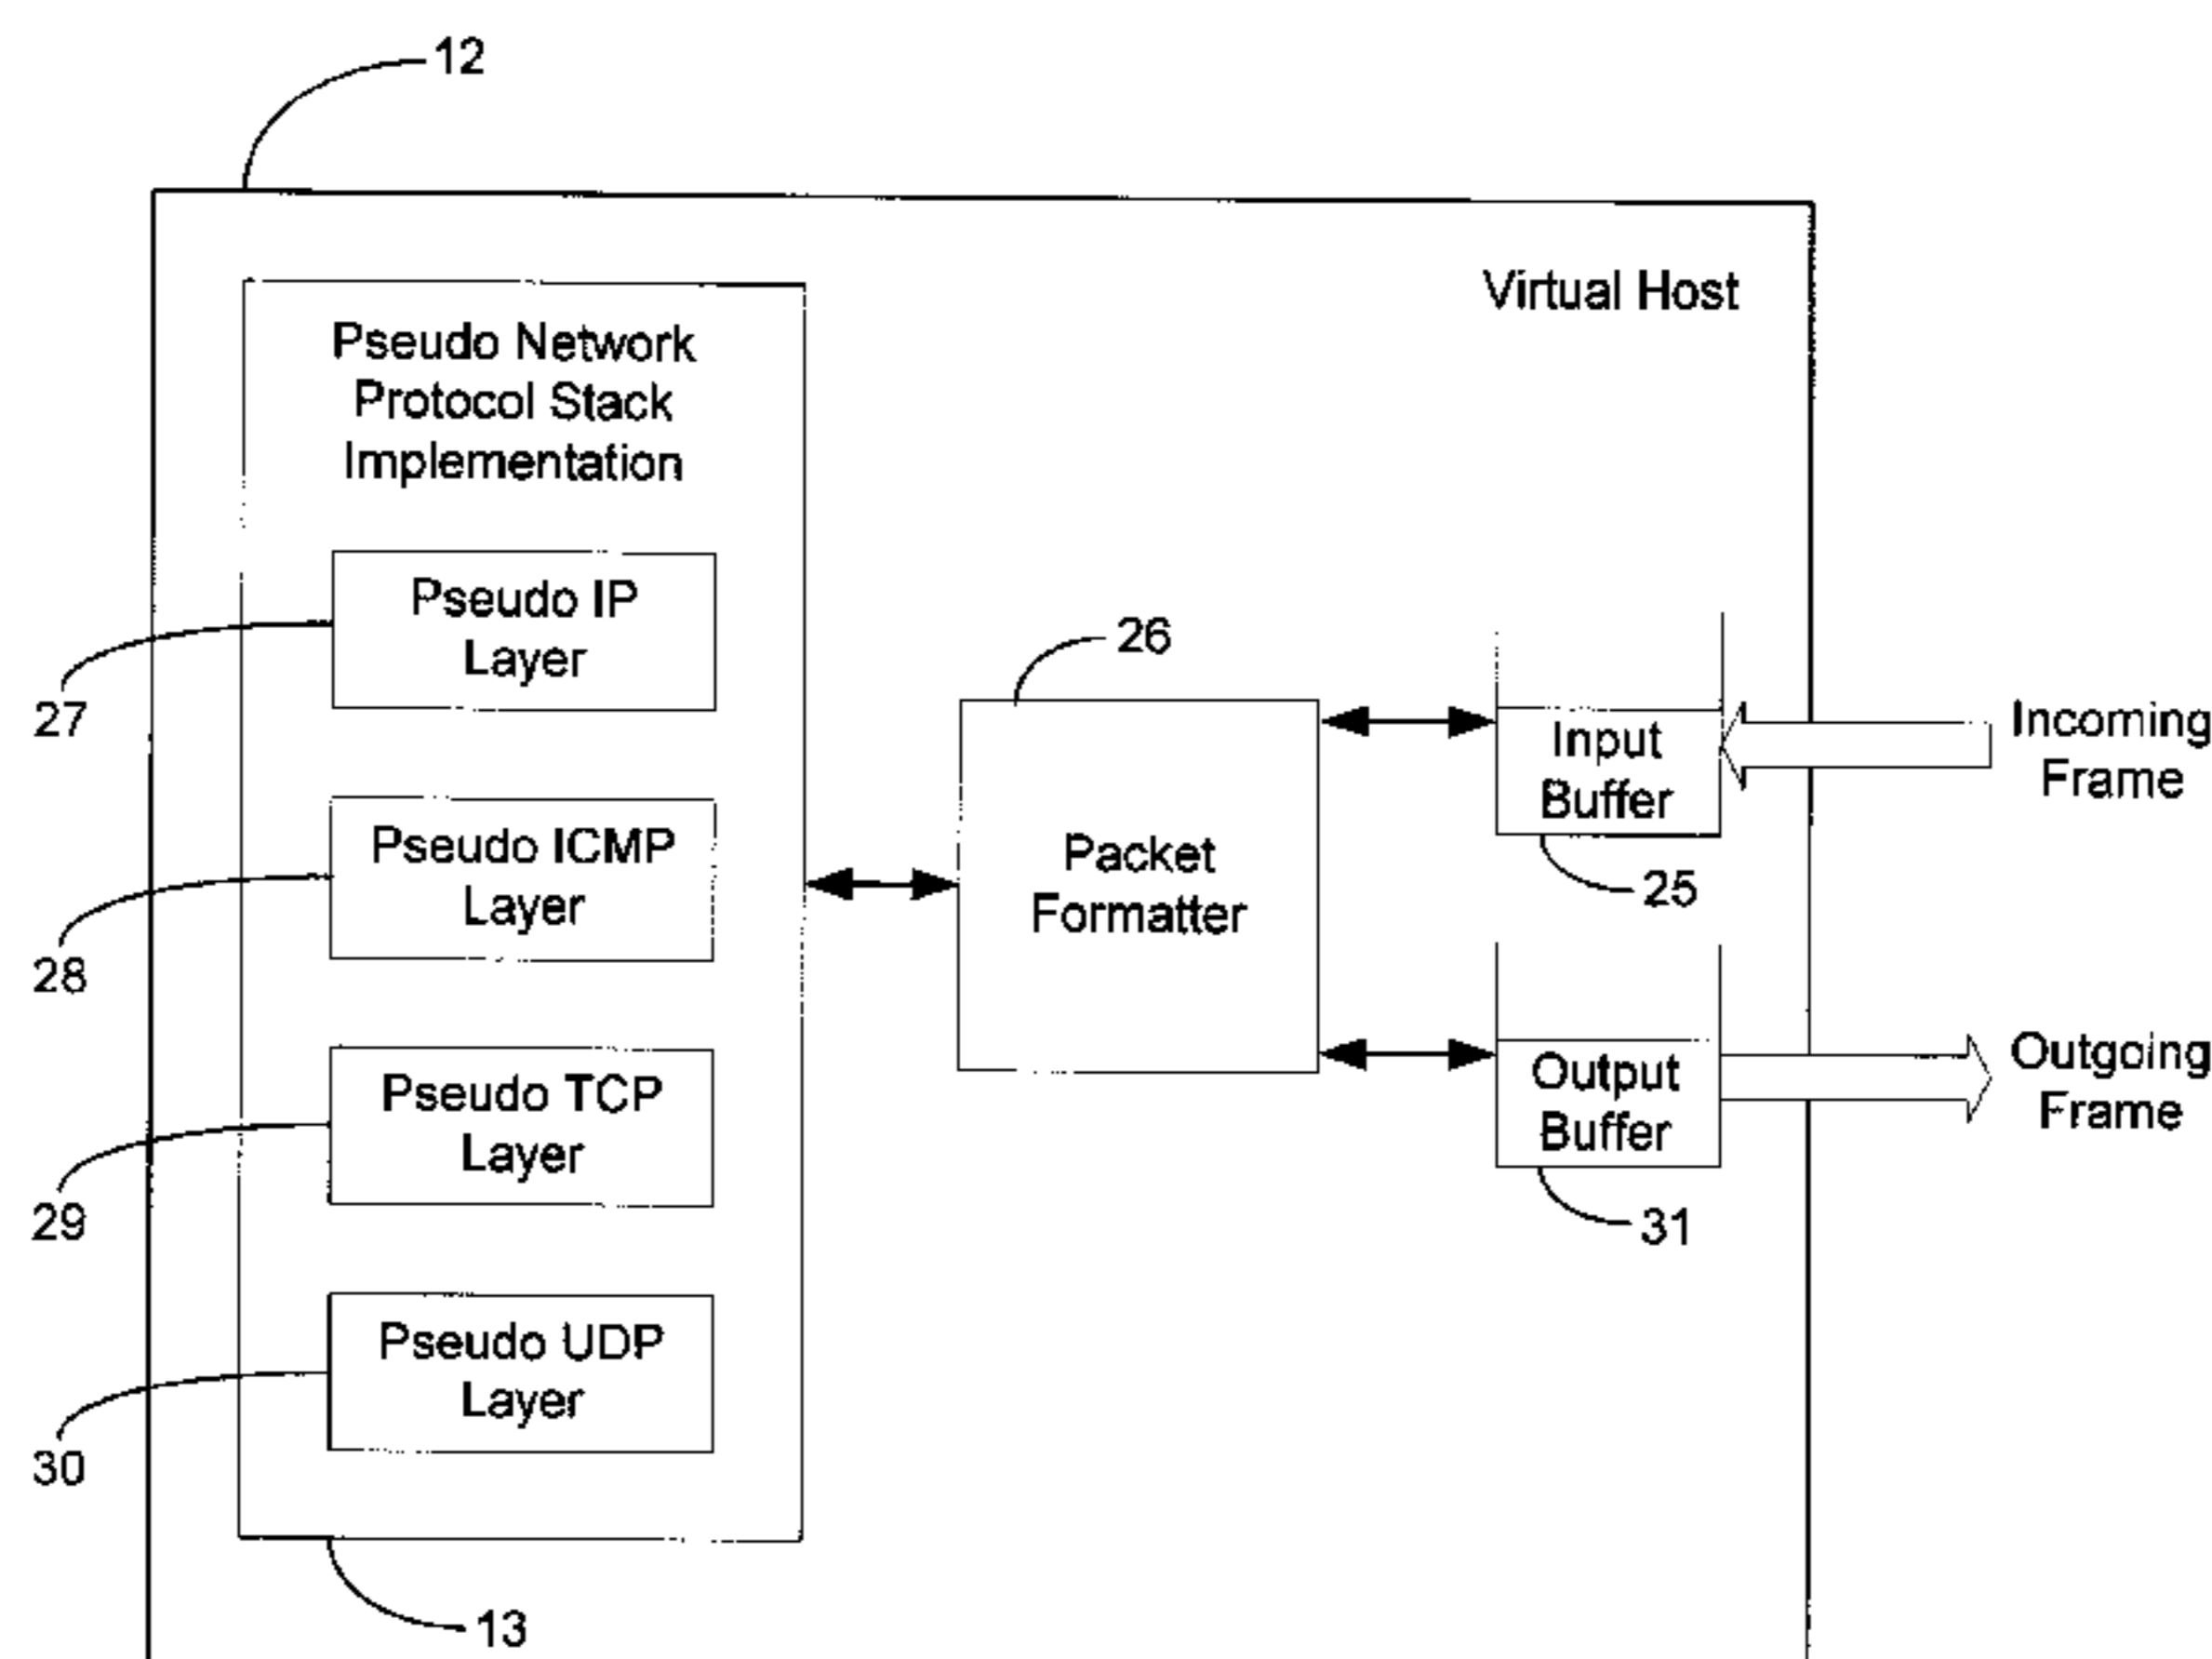 12
Virtual Host
Pseudo Network
Protocol Stack
Implementation
Pseudo IP
Layer
27
26
Input
Buffer
Incoming
Frame
25
Pseudo ICMP
Layer
28
Packet
Formatter
Output
Buffer
Outgoing
Frame
31
Pseudo TCP
Layer
29
Pseudo UDP
Layer
30
13